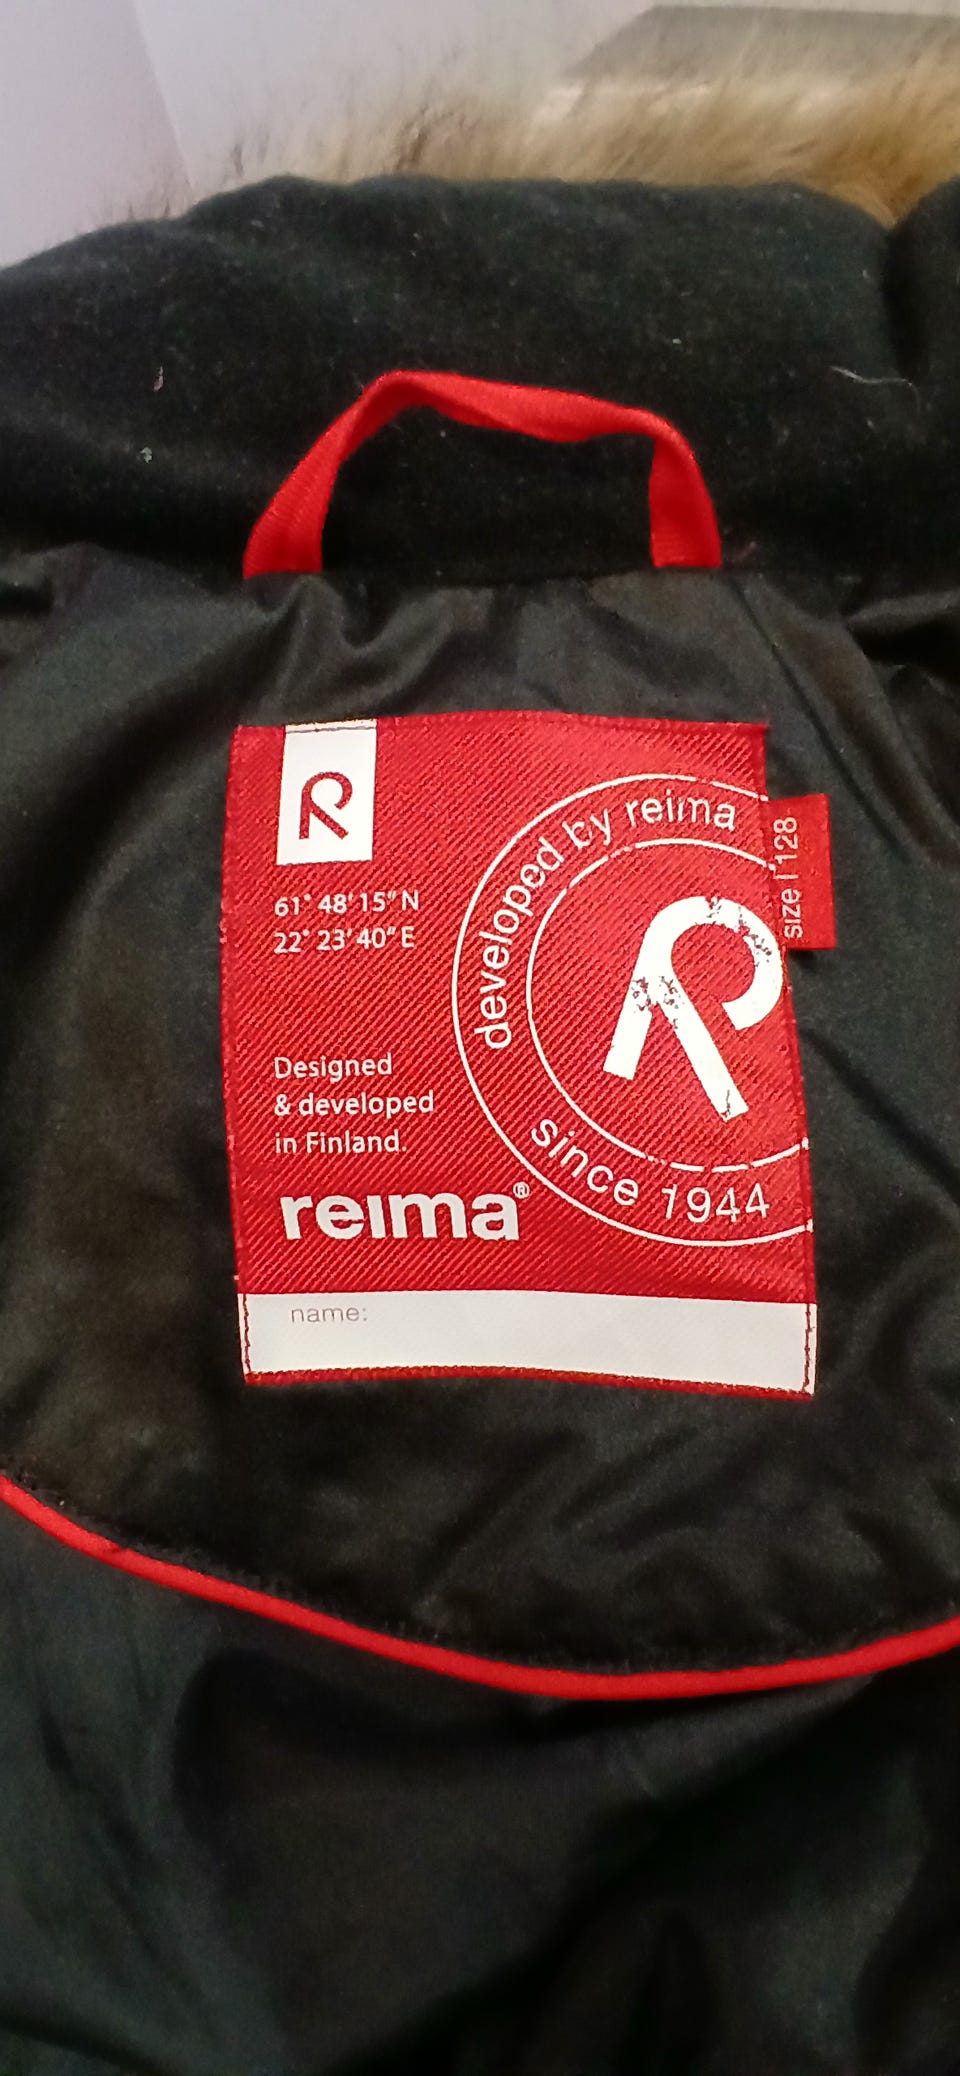 R
61° 48' 15" N
22° 23' 40" E
Designed
& developed
in Finland.
reima®
developed by reima
R
since 1944
size | 128
name: